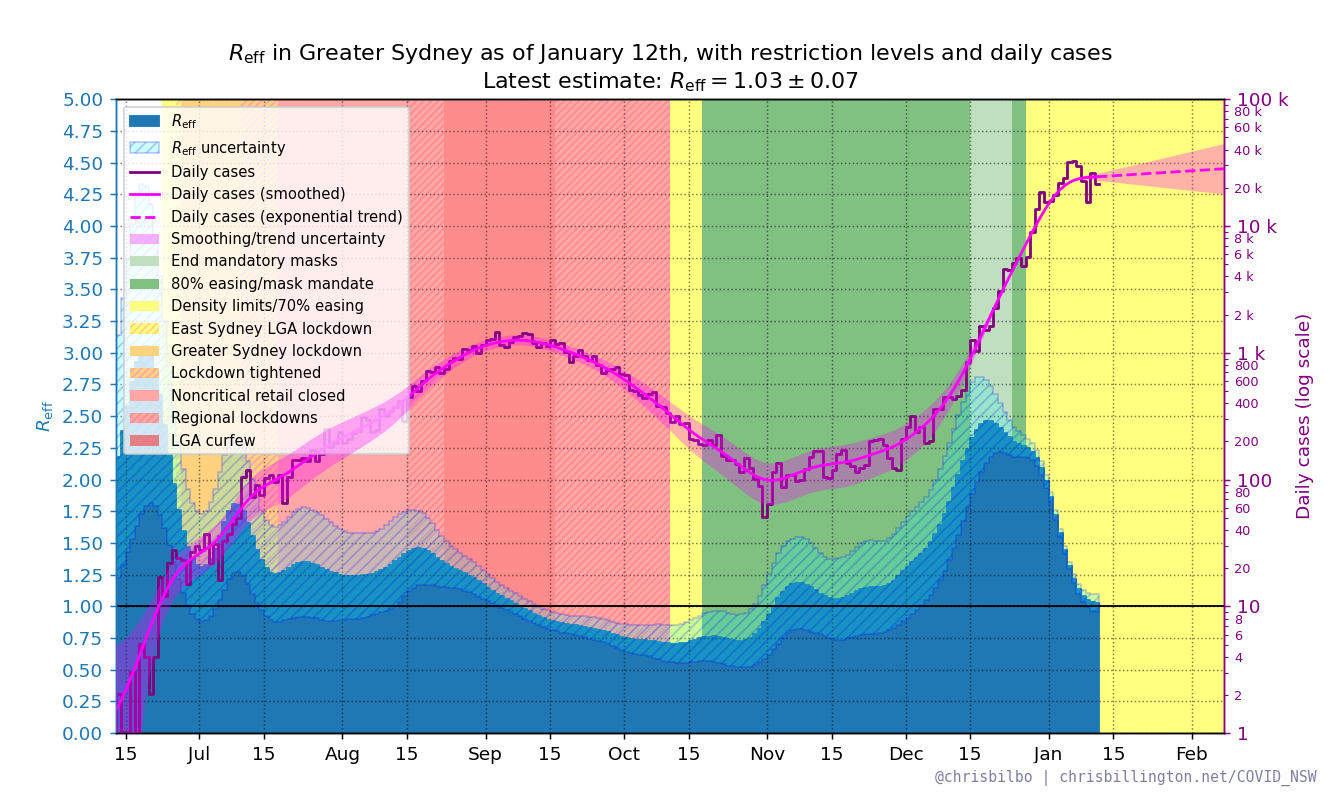 R_eff in Greater Sydney as of January 12th, with restriction levels and daily cases
Latest estimate: R_eff = 1.03 ± 0.07
R_eff
5.00
4.75
4.50
4.25
4.00
3.75
3.50
3.25
3.00
2.75
2.50
2.25
2.00
1.75
1.50
1.25
1.00
0.75
0.50
0.25
0.00
R_eff
R_eff uncertainty
Daily cases
Daily cases (smoothed)
Daily cases (exponential trend)
Smoothing/trend uncertainty
End mandatory masks
80% easing/mask mandate
Density limits/70% easing
East Sydney LGA lockdown
Greater Sydney lockdown
Lockdown tightened
Noncritical retail closed
Regional lockdowns
LGA curfew
100 k
80 k
60 k
40 k
20 k
10 k
8 k
6 k
4 k
2 k
1 k
800
600
400
200
100
80
60
40
20
10
8
6
4
2
1
Daily cases (log scale)
15 Jul 15 Aug 15 Sep 15 Oct 15 Nov 15 Dec 15 Jan 15 Feb
@chrisbilbo | chrisbillington.net/COVID_NSW